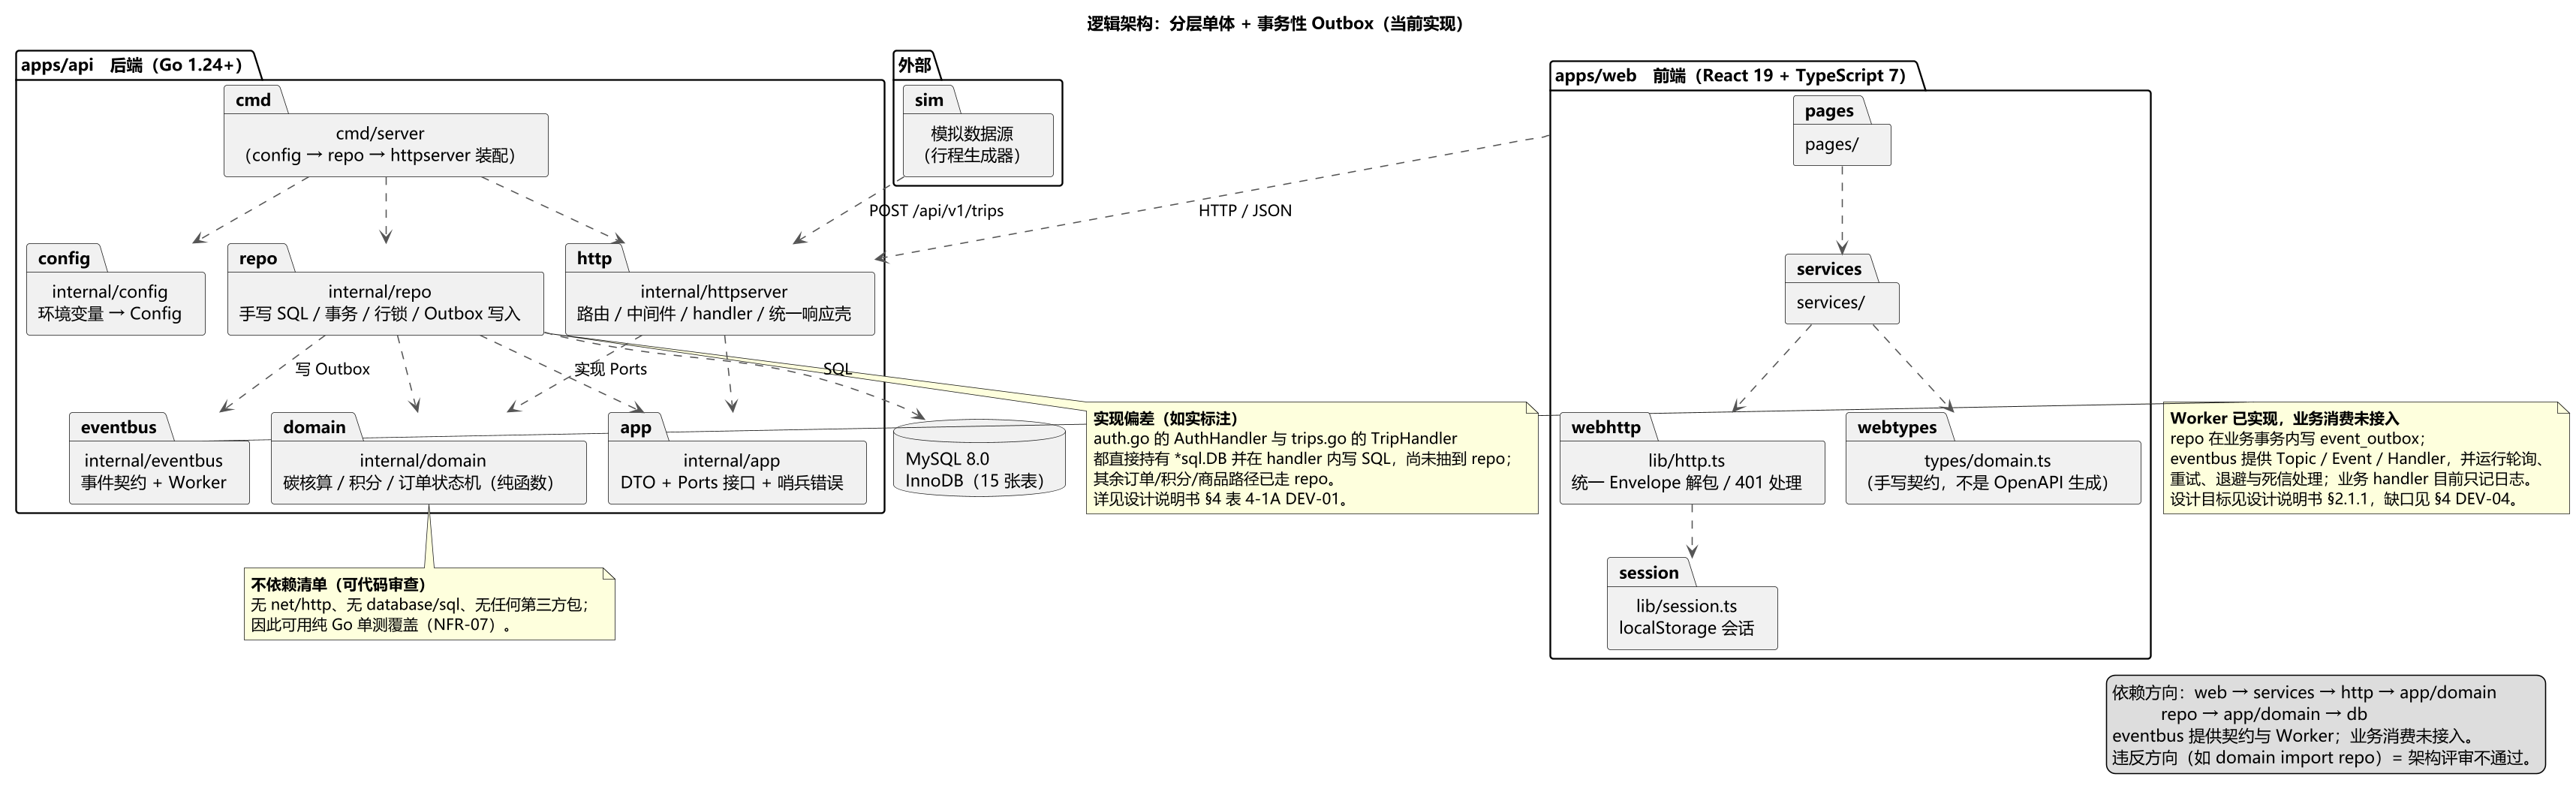 逻辑架构：分层单体 + 事务性 Outbox（当前实现）
apps/api 后端（Go 1.24+）
cmd
cmd/server
（config → repo → httpserver 装配）
外部
sim
模拟数据源
（行程生成器）
apps/web 前端（React 19 + TypeScript 7）
pages
pages/
POST /api/v1/trips
HTTP / JSON
config
internal/config
环境变量 → Config
repo
internal/repo
手写 SQL / 事务 / 行锁 / Outbox 写入
http
internal/httpserver
路由 / 中间件 / handler / 统一响应壳
services
services/
写 Outbox
实现 Ports
SQL
eventbus
internal/eventbus
事件契约 + Worker
domain
internal/domain
碳核算 / 积分 / 订单状态机（纯函数）
app
internal/app
DTO + Ports 接口 + 哨兵错误
MySQL 8.0
InnoDB（15 张表）
实现偏差（如实标注）
auth.go 的 AuthHandler 与 trips.go 的 TripHandler
都直接持有 *sql.DB 并在 handler 内写 SQL，尚未抽到 repo；
其余订单/积分/商品路径已走 repo。
详见设计说明书 §4 表 4-1A DEV-01。
webhttp
lib/http.ts
统一 Envelope 解包 / 401 处理
webtypes
types/domain.ts
（手写契约，不是 OpenAPI 生成）
Worker 已实现，业务消费未接入
repo 在业务事务内写 event_outbox；
eventbus 提供 Topic / Event / Handler，并运行轮询、
重试、退避与死信处理；业务 handler 目前只记日志。
设计目标见设计说明书 §2.1.1，缺口见 §4 DEV-04。
不依赖清单（可代码审查）
无 net/http、无 database/sql、无任何第三方包；
因此可用纯 Go 单测覆盖（NFR-07）。
session
lib/session.ts
localStorage 会话
依赖方向：web → services → http → app/domain
repo → app/domain → db
eventbus 提供契约与 Worker；业务消费未接入。
违反方向（如 domain import repo）= 架构评审不通过。